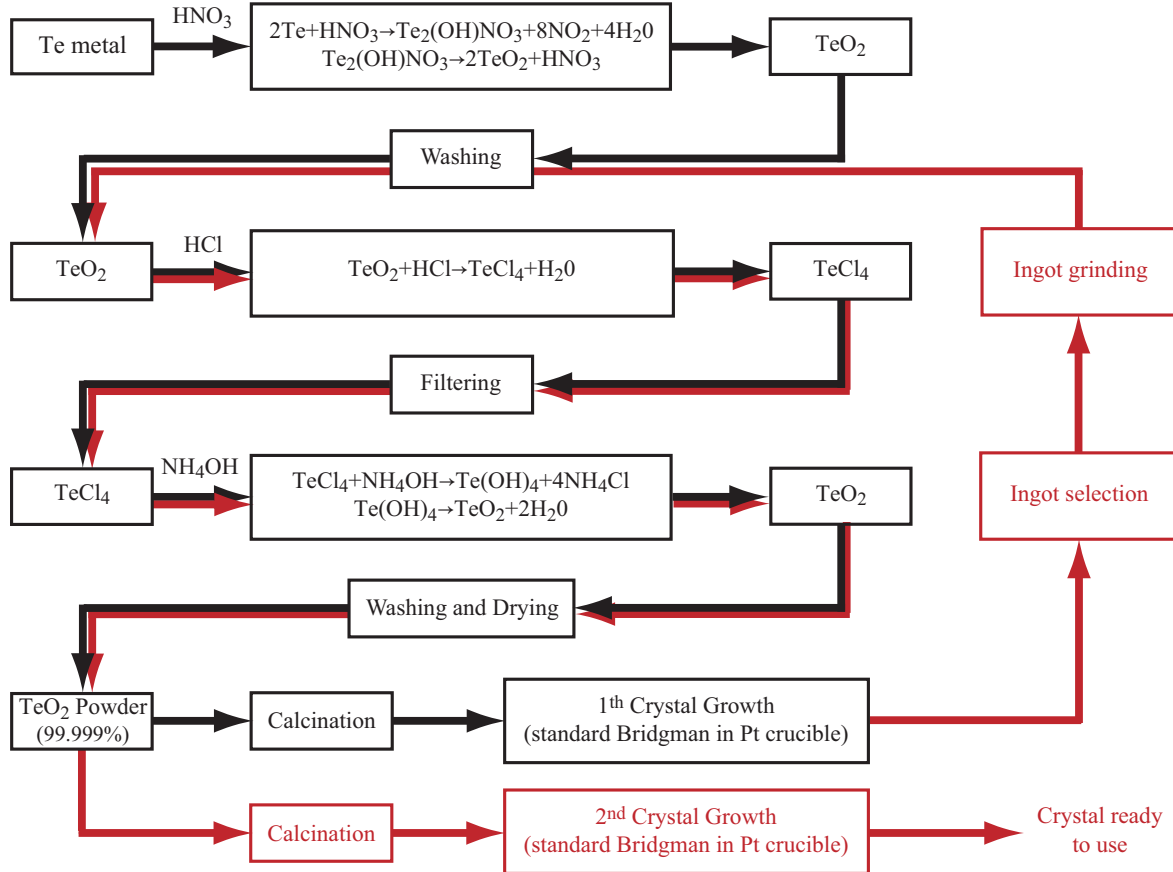 HNO₃
Te metal
2Te+HNO₃→Te₂(OH)NO₃+8NO₂+4H₂0
Te₂(OH)NO₃→2TeO₂+HNO₃
TeO₂
Washing
HCl
TeO₂
TeO₂+HCl→TeCl₄+H₂0
TeCl₄
Ingot grinding
Filtering
NH₄OH
TeCl₄
TeCl₄+NH₄OH→Te(OH)₄+4NH₄Cl
Te(OH)₄→TeO₂+2H₂0
TeO₂
Ingot selection
Washing and Drying
TeO₂ Powder
(99.999%)
Calcination
1th Crystal Growth
(standard Bridgman in Pt crucible)
Calcination
2nd Crystal Growth
(standard Bridgman in Pt crucible)
Crystal ready
to use